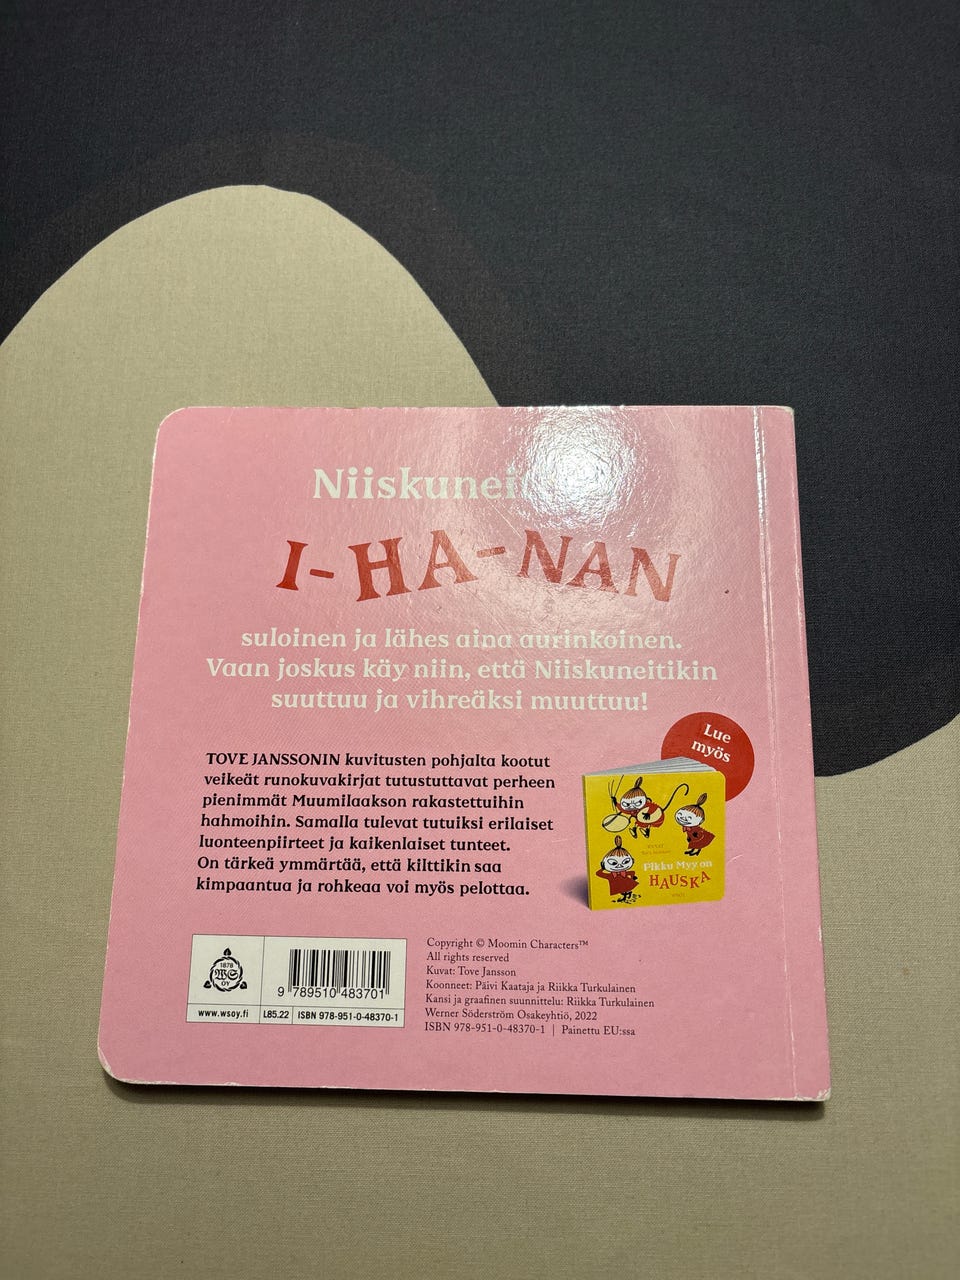 I-HA-NAN
suloinen ja lähes aina aurinkoinen.
Vaan joskus käy niin, että Niiskuneitikin
suuttuu ja vihreäksi muuttuu!
Lue
myös
TOVE JANSSONIN kuvitusten pohjalta kootut
veikeät runokuvakirjat tutustuttavat perheen
pienimmät Muumilaakson rakastettuihin
hahmoihin. Samalla tulevat tutuiksi erilaiset
luonteenpiirteet ja kaikenlaiset tunteet.
On tärkeä ymmärtää, että kilttikin saa
kimpaantua ja rohkeaa voi myös pelottaa.
Pikku Myy on
HAUSKA
1878
WS
OY
9 789510 483701
www.wsoy.fi
L85.22
ISBN 978-951-0-48370-1
Copyright © Moomin Characters™
All rights reserved
Kuvat: Tove Jansson
Koonneet: Päivi Kaataja ja Riikka Turkulainen
Kansi ja graafinen suunnittelu: Riikka Turkulainen
Werner Söderström Osakeyhtiö, 2022
ISBN 978-951-0-48370-1 | Painettu EU:ssa